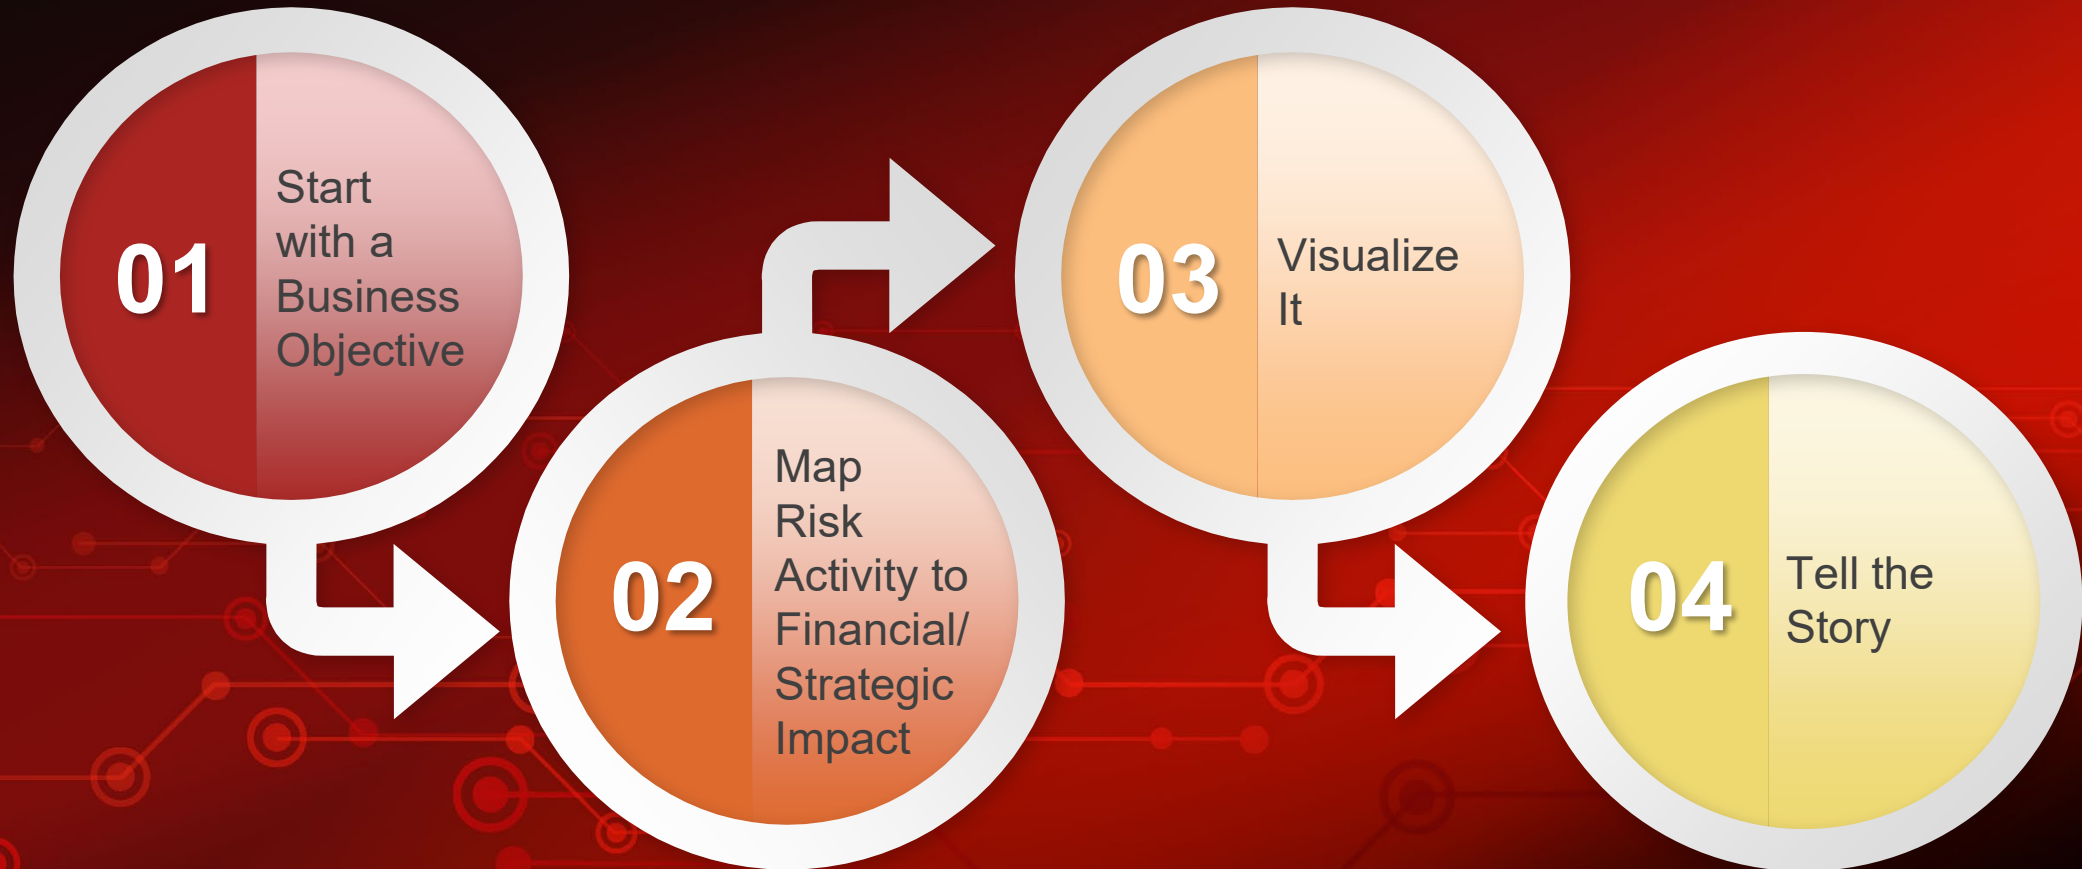 01
Start
with a
Business
Objective
02
Map
Risk
Activity to
Financial/
Strategic
Impact
03
Visualize
It
04
Tell the
Story